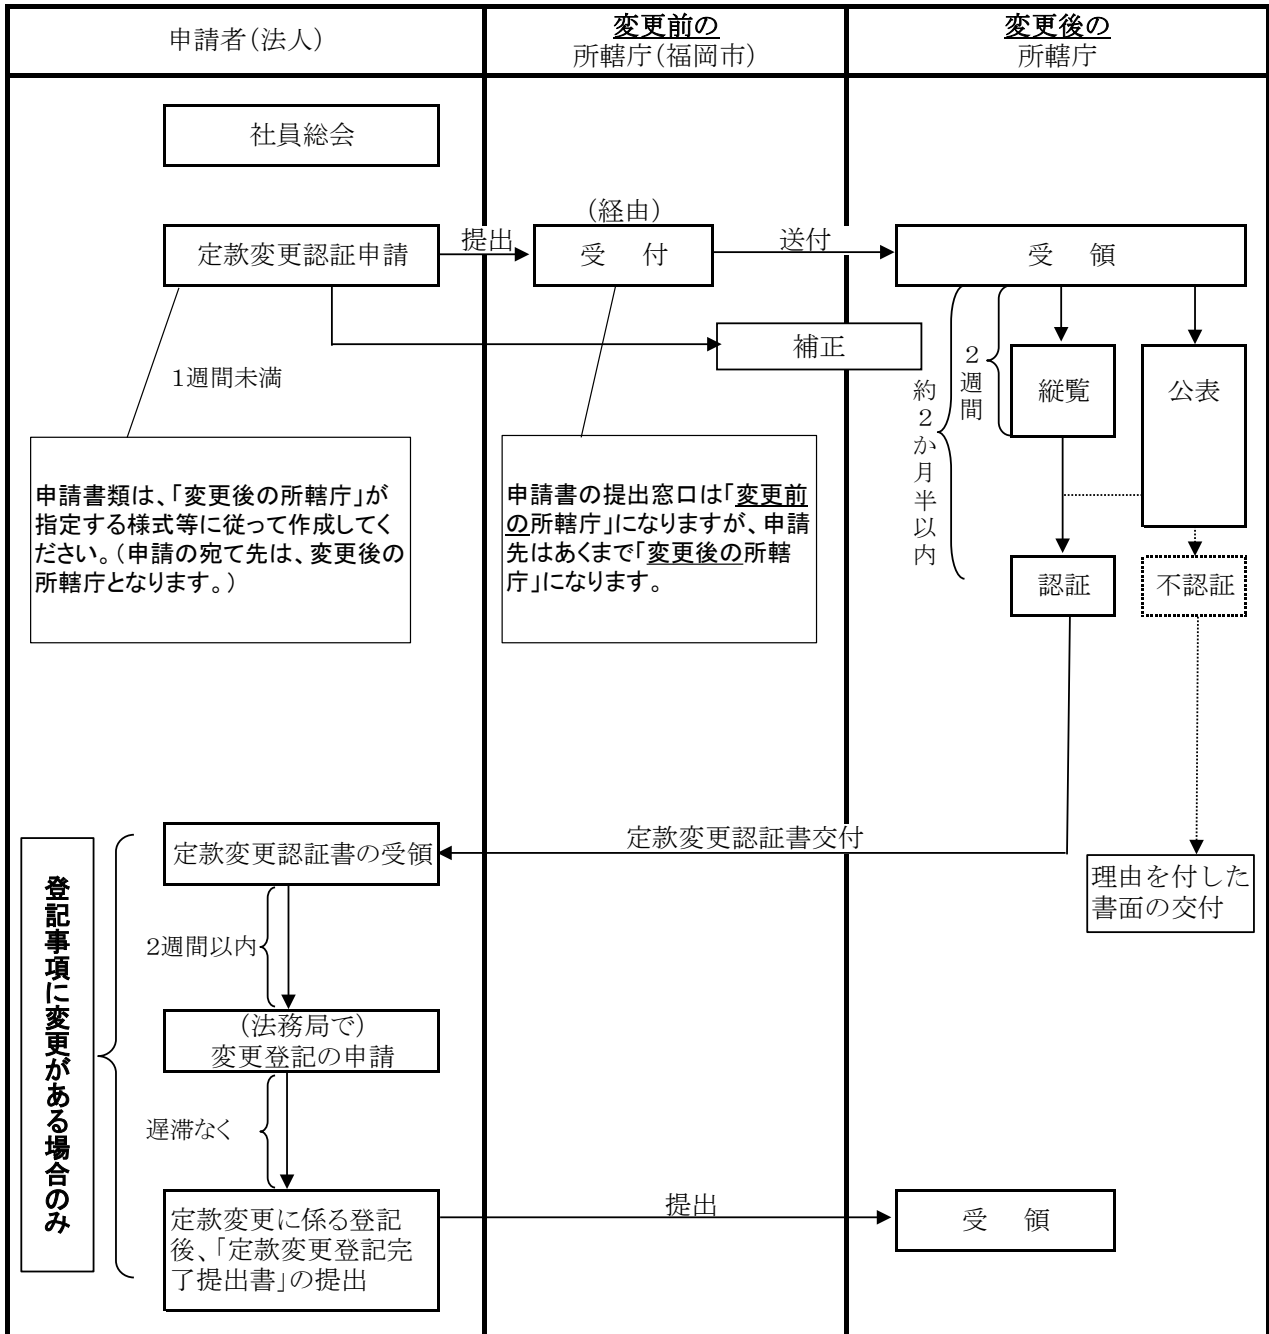 申請者（法人）
変更前の
所轄庁（福岡市）
変更後の
所轄庁
社員総会
（経由）
定款変更認証申請
提出
受　付
送付
受　領
補正
1週間未満
2週間
約2か月半以内
縦覧
公表
申請書類は、「変更後の所轄庁」が
指定する様式等に従って作成してく
ださい。（申請の宛て先は、変更後の
所轄庁となります。）
申請書の提出窓口は「変更前
の所轄庁」になりますが、申請
先はあくまで「変更後の所轄
庁」になります。
認証
不認証
定款変更認証書交付
定款変更認証書の受領
理由を付した
書面の交付
登記事項に変更がある場合のみ
2週間以内
（法務局で）
変更登記の申請
遅滞なく
定款変更に係る登記
後、「定款変更登記完
了提出書」の提出
提出
受　領